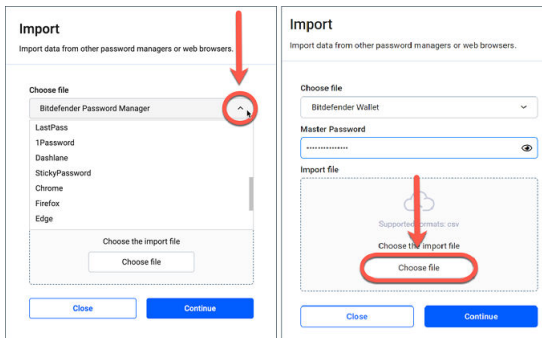 Import
Import data from other password managers or web browsers.
Choose file
Bitdefender Password Manager
LastPass
1Password
Dashlane
StickyPassword
Chrome
Firefox
Edge
Choose the import file
Choose file
Close
Continue
Import
Import data from other password managers or web browsers.
Choose file
Bitdefender Wallet
Master Password
Import file
Supported formats: csv
Choose the import file
Choose file
Close
Continue